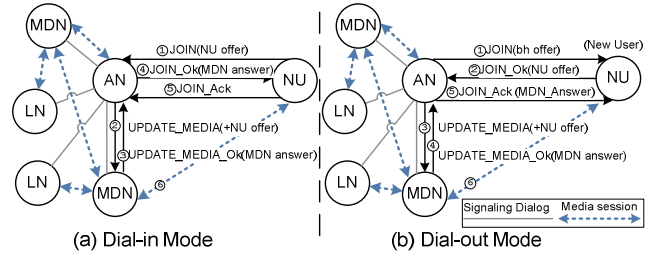 MDN
AN
LN
LN
MDN
NU
①JOIN(NU offer)
④JOIN_Ok(MDN answer)
⑤JOIN_Ack
② UPDATE_MEDIA(+NU offer)
③UPDATE_MEDIA_Ok(MDN answer)
⑥
(a) Dial-in Mode
MDN
AN
LN
LN
MDN
NU
(New User)
①JOIN(bh offer)
②JOIN_Ok(NU offer)
⑤JOIN_Ack (MDN_Answer)
③ UPDATE_MEDIA(+NU offer)
④ UPDATE_MEDIA_Ok(MDN answer)
⑥
Signaling Dialog
Media session
(b) Dial-out Mode